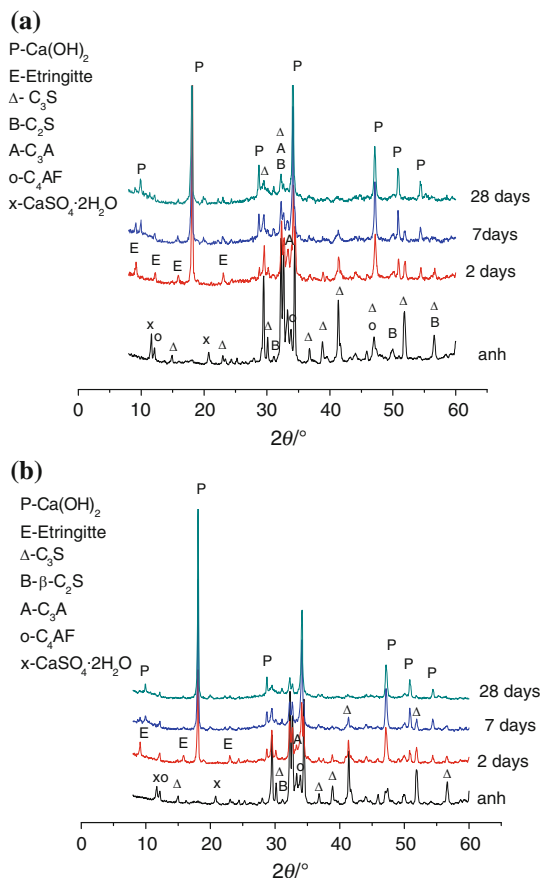 (a)
P-Ca(OH)₂
E-Etringitte
Δ- C₃S
B-C₂S
A-C₃A
o-C₄AF
x-CaSO₄·2H₂O
P
P
P
P
Δ
Δ
A
B
P
P
P
P
28 days
7days
E
E
E
E
A
2 days
x
o
Δ
x
Δ
Δ
B
o
Δ
Δ
Δ
Δ
o
B
Δ
Δ
B
anh
0 10 20 30 40 50 60
2θ/°
(b)
P-Ca(OH)₂
E-Etringitte
Δ-C₃S
B-β-C₂S
A-C₃A
o-C₄AF
x-CaSO₄·2H₂O
P
P
P
P
P
P
28 days
Δ
Δ
7 days
E
E
E
A
2 days
xo
Δ
x
Δ
B
o
Δ
Δ
Δ
anh
0 10 20 30 40 50 60
2θ/°